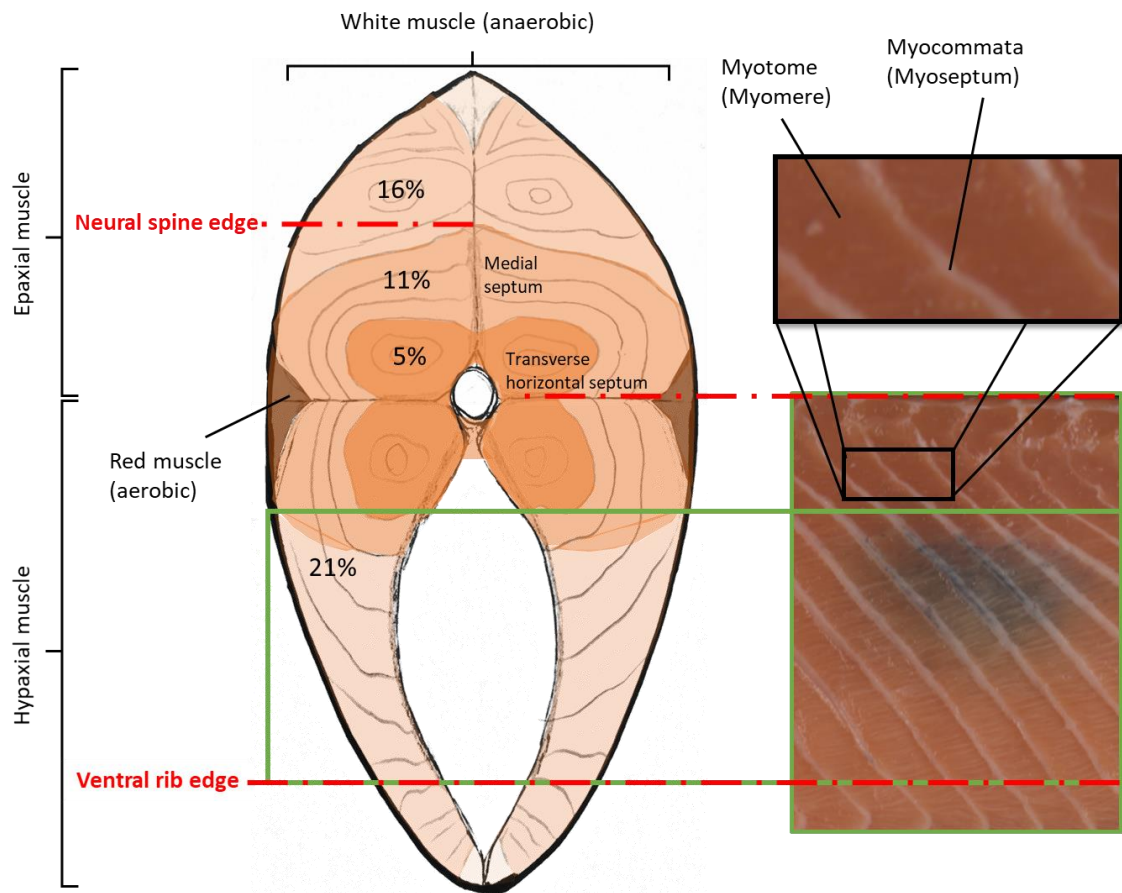 White muscle (anaerobic)
Myocommata
(Myoseptum)
Myotome
(Myomere)
Epaxial muscle
16%
Neural spine edge
11%
Medial
septum
5%
Transverse
horizontal septum
Red muscle
(aerobic)
21%
Hypaxial muscle
Ventral rib edge